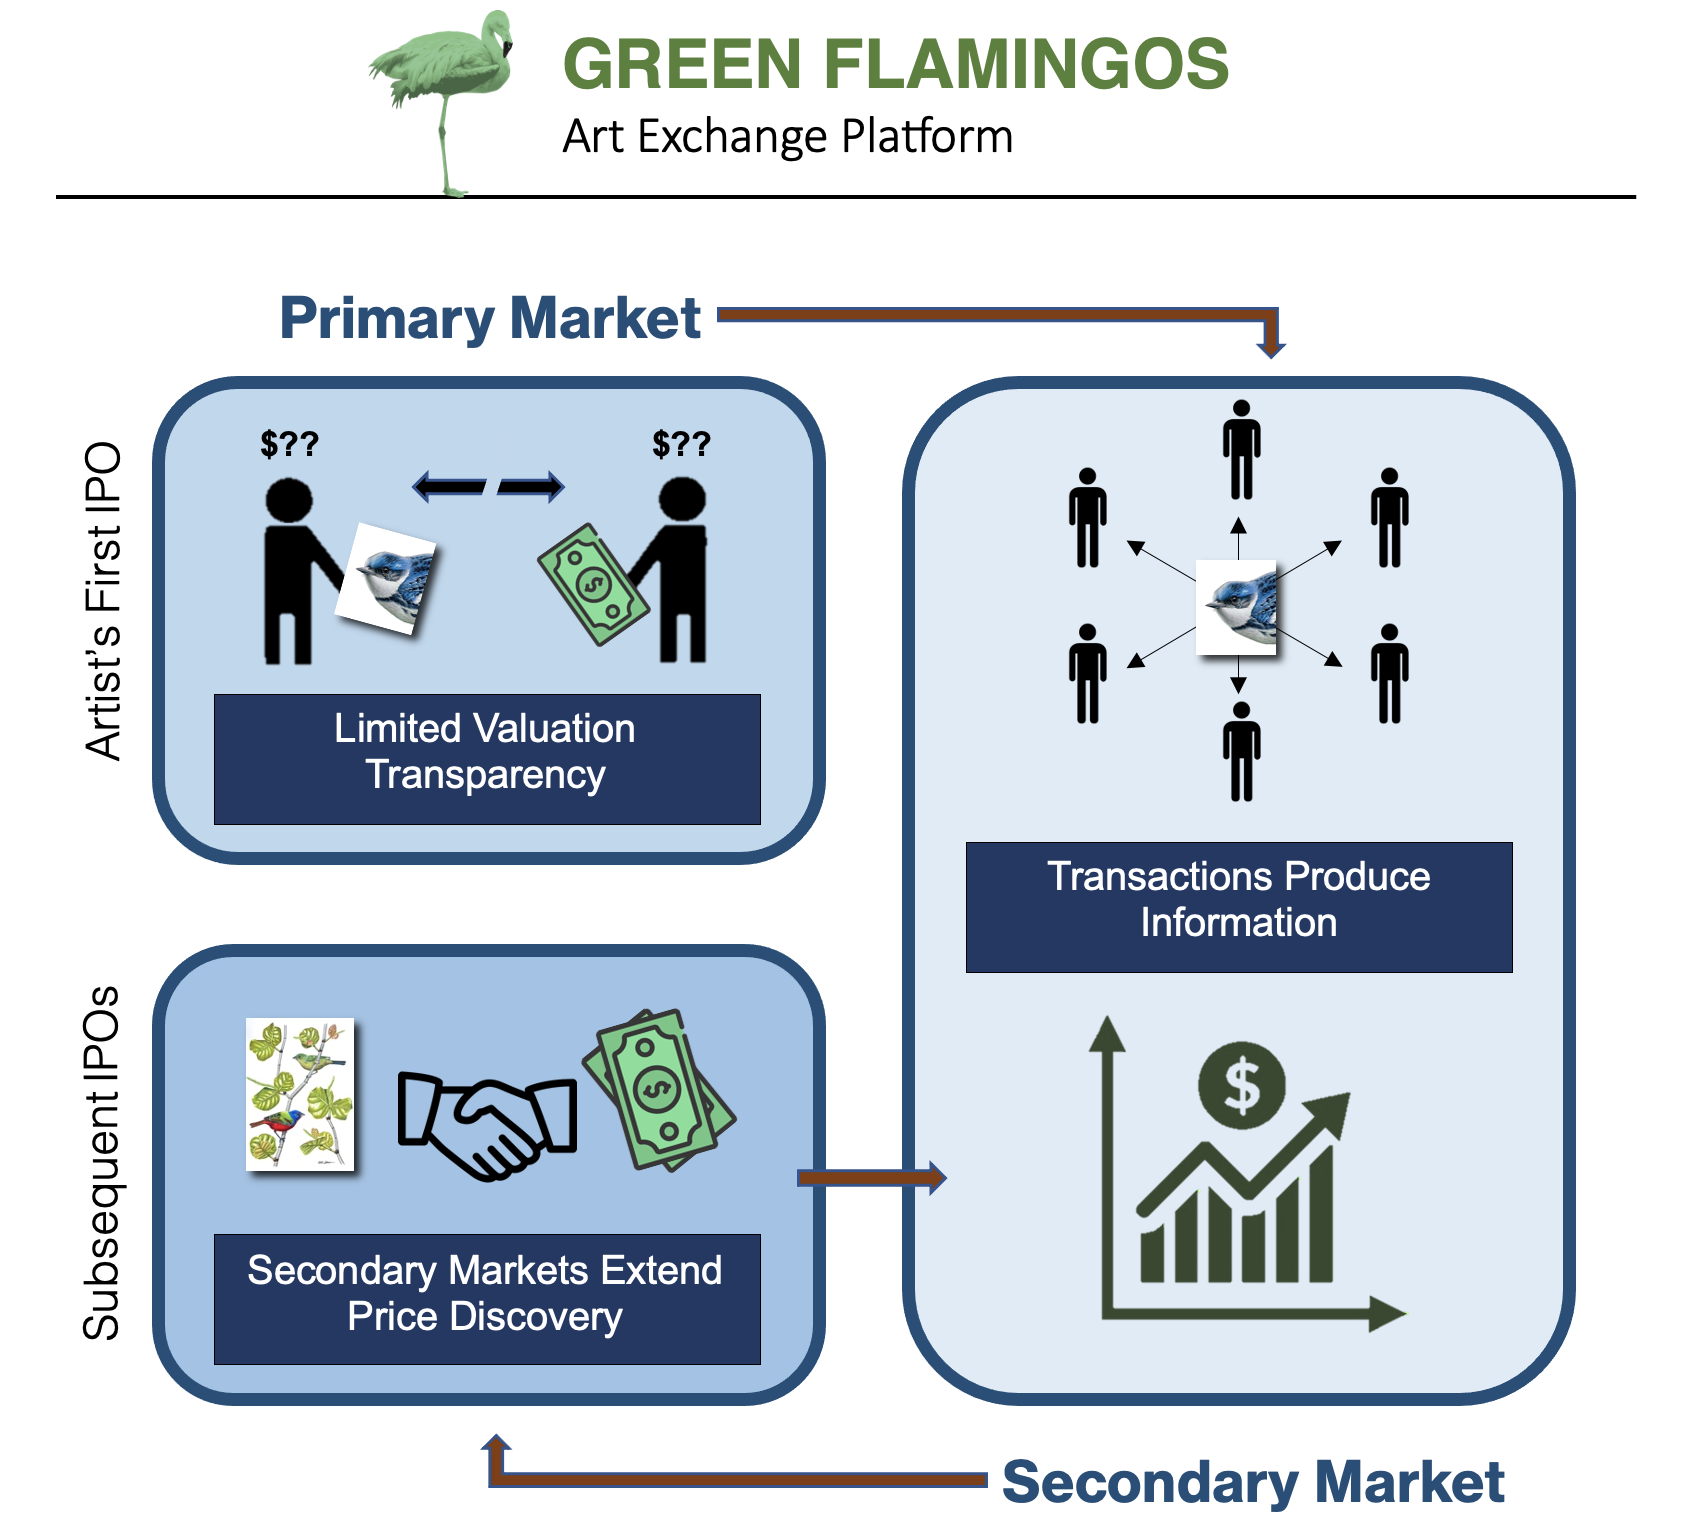 GREEN FLAMINGOS
Art Exchange Platform
Primary Market
Artist's First IPO
$??
$??
Limited Valuation
Transparency
Transactions Produce
Information
$
Subsequent IPOs
Secondary Markets Extend
Price Discovery
Secondary Market